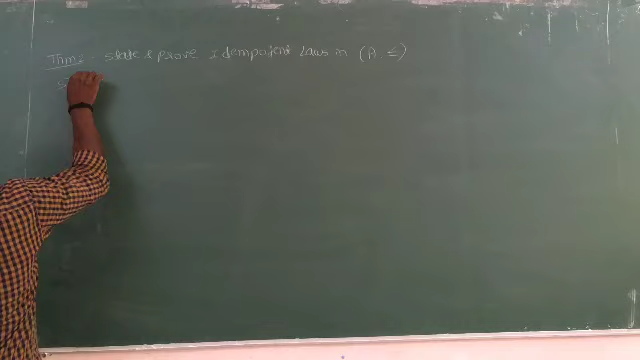 Thm: state & prove Idempotent Laws in (A, ≤)